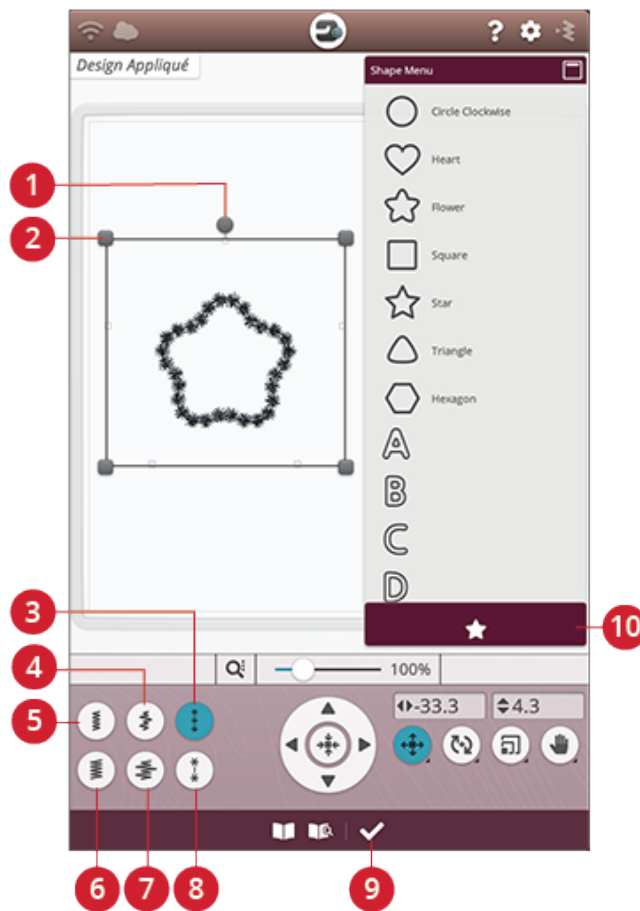 ?
Design Appliqué
Shape Menu
Circle Clockwise
Heart
Flower
Square
Star
Triangle
Hexagon
A
B
C
D
1
2
3
4
5
10
100%
-33.3
4.3
6
7
8
9